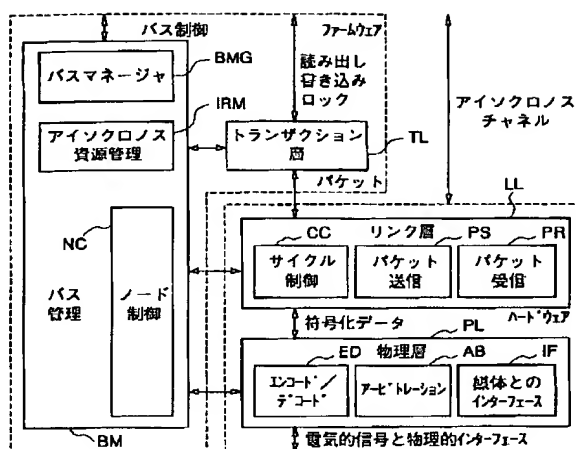 バス制御
ファームウェア
バスマネージャ
BMG
読み出し
書き込み
ロック
アイソクロノス
チャネル
アイソクロノス
資源管理
IRM
トランザクション
層
TL
パケット
LL
NC
CC
リンク層
PS
PR
サイクル
制御
パケット
送信
パケット
受信
バス
管理
ノード
制御
ハードウェア
符号化データ
PL
ED
物理層
AB
IF
エンコード/
デコード
アービトレーション
媒体との
インターフェース
BM
電気的信号と物理的インターフェース